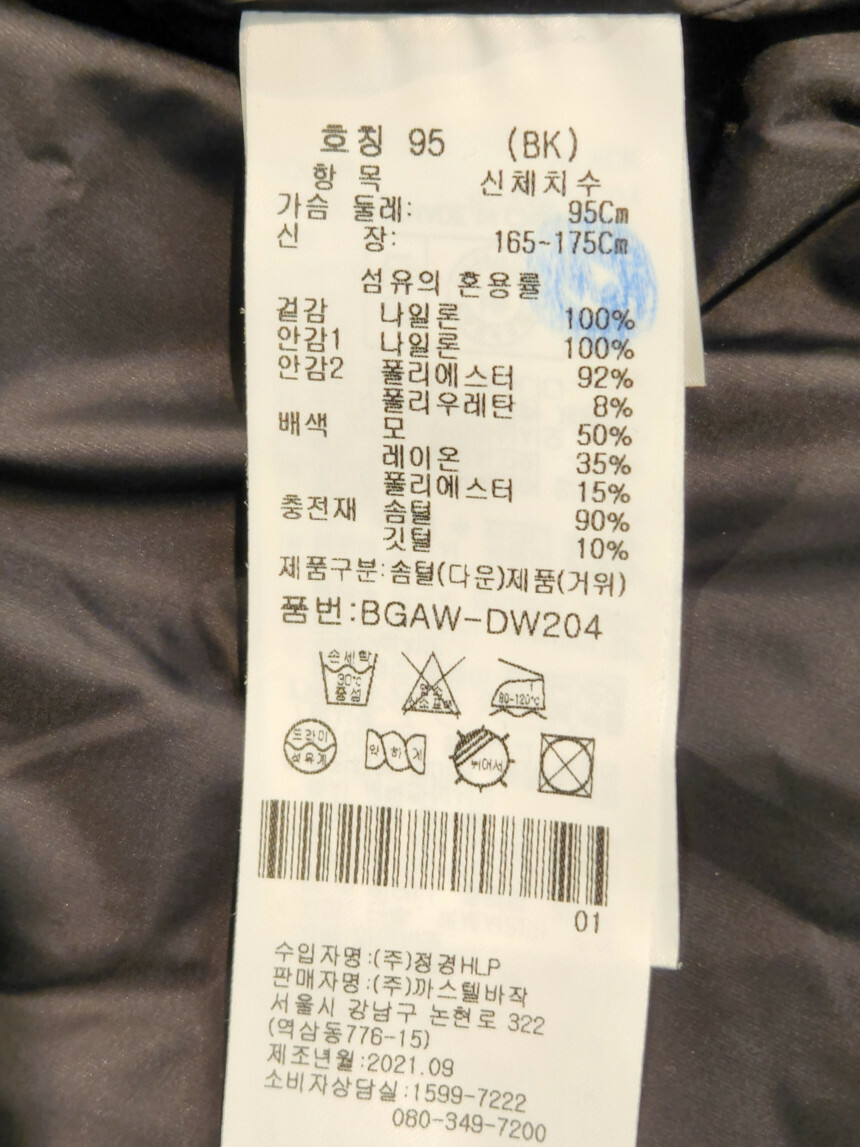 호칭 95 (BK)
항 목 신체치수
가슴 둘레: 95Cm
신 장: 165~175Cm
섬유의 혼용률
겉감 나일론 100%
안감1 나일론 100%
안감2 폴리에스터 92%
폴리우레탄 8%
배색 모 50%
레이온 35%
폴리에스터 15%
충전재 솜털 90%
깃털 10%
제품구분:솜털(다운)제품(거위)
품번:BGAW-DW204
손세탁
30℃
중성
80-120℃
드라이
석유계
약하게
뉘어서
01
수입자명:(주)정경HLP
판매자명:(주)까스텔바작
서울시 강남구 논현로 322
(역삼동776-15)
제조년월:2021.09
소비자상담실:1599-7222
080-349-7200